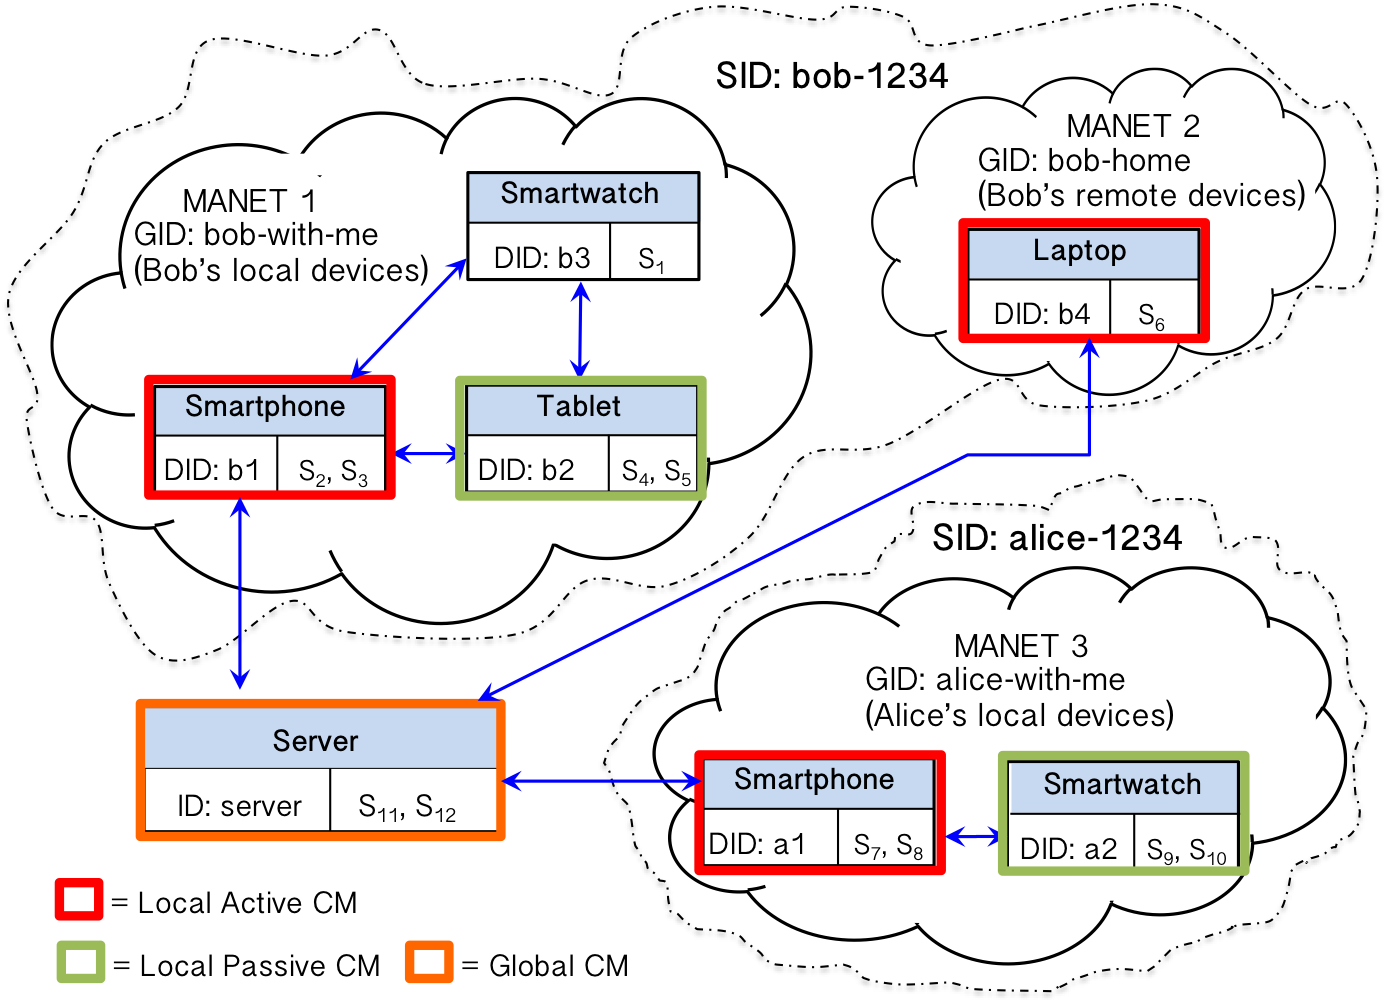 SID: bob-1234
MANET 1
GID: bob-with-me
(Bob's local devices)
Smartwatch
DID: b3
S1
Smartphone
DID: b1
S2, S3
Tablet
DID: b2
S4, S5
MANET 2
GID: bob-home
(Bob's remote devices)
Laptop
DID: b4
S6
SID: alice-1234
MANET 3
GID: alice-with-me
(Alice's local devices)
Smartphone
DID: a1
S7, S8
Smartwatch
DID: a2
S9, S10
Server
ID: server
S11, S12
= Local Active CM
= Local Passive CM
= Global CM